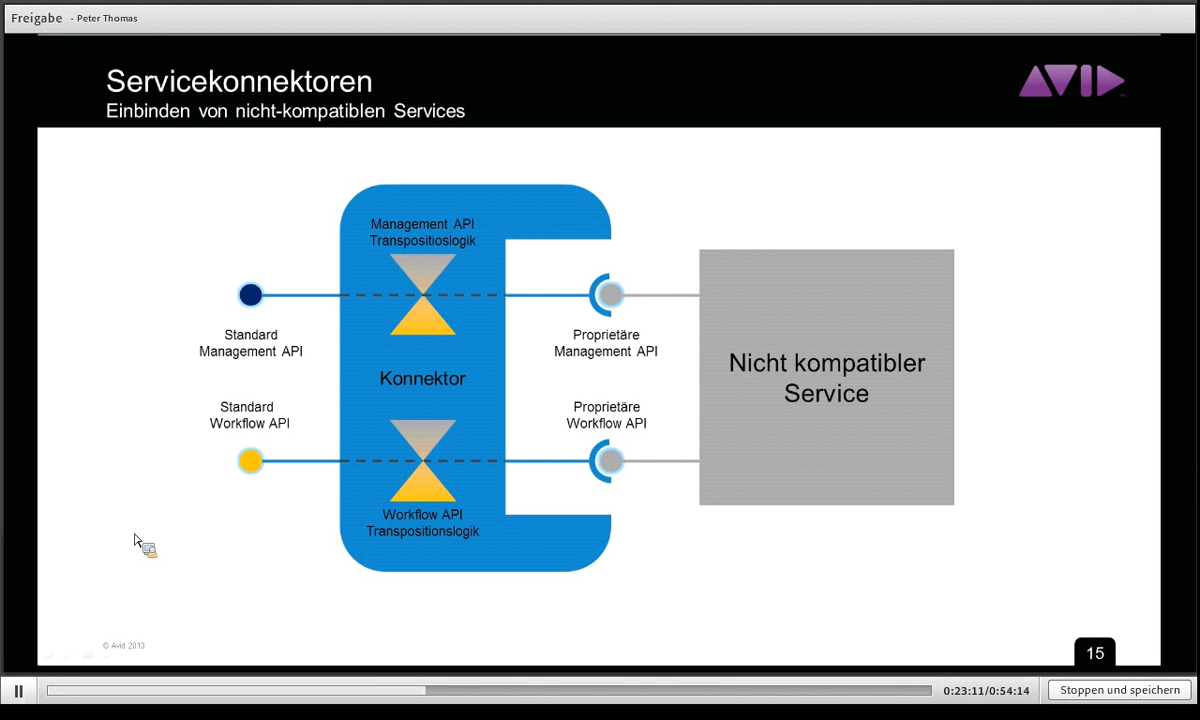 Freigabe - Peter Thomas
Servicekonnektoren
Einbinden von nicht-kompatiblen Services
AVID
Management API
Transpositioslogik
Standard
Management API
Proprietäre
Management API
Konnektor
Nicht kompatibler
Service
Standard
Workflow API
Proprietäre
Workflow API
Workflow API
Transpositionslogik
© Avid 2010
15
0:23:11/0:54:14
Stoppen und speichern